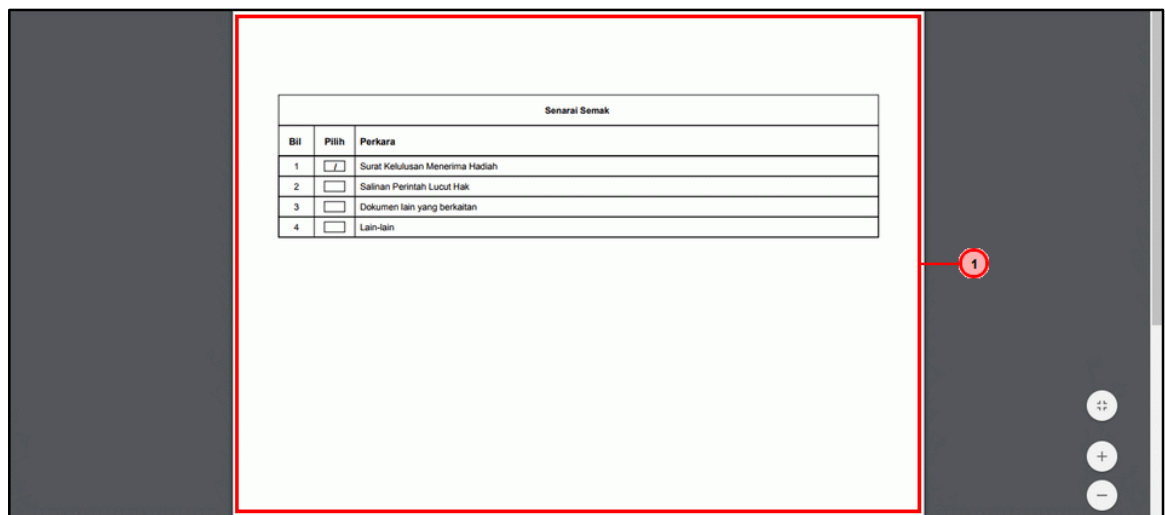 Senarai Semak
Bil Pilih Perkara
1 / Surat Kelulusan Menerima Hadiah
2 Salinan Perintah Lucut Hak
3 Dokumen lain yang berkaitan
4 Lain-lain
1